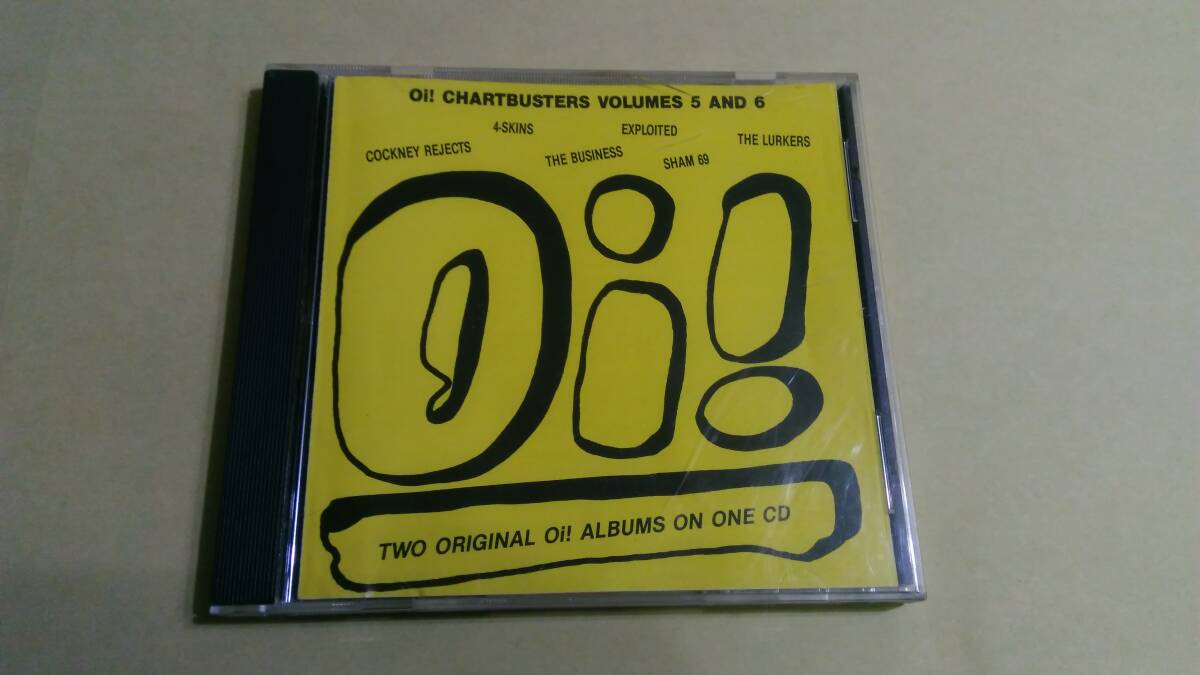 Oi! CHARTBUSTERS VOLUMES 5 AND 6
4-SKINS EXPLOITED
COCKNEY REJECTS THE BUSINESS SHAM 69 THE LURKERS
Oi!
TWO ORIGINAL Oi! ALBUMS ON ONE CD